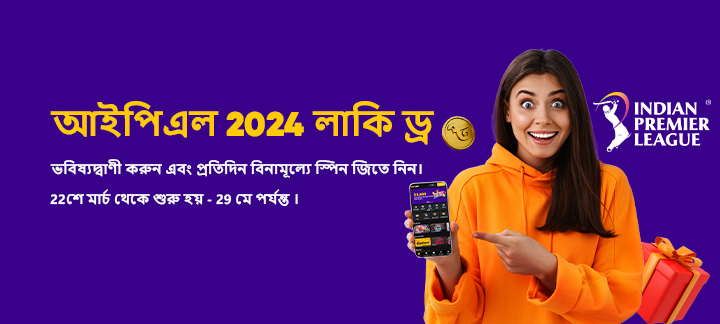 আইপিএল 2024 লাকি ড্র
ভবিষ্যদ্বাণী করুন এবং প্রতিদিন বিনামূল্যে স্পিন জিতে নিন।
22শে মার্চ থেকে শুরু হয় - 29 মে পর্যন্ত ।
INDIAN
PREMIER
LEAGUE